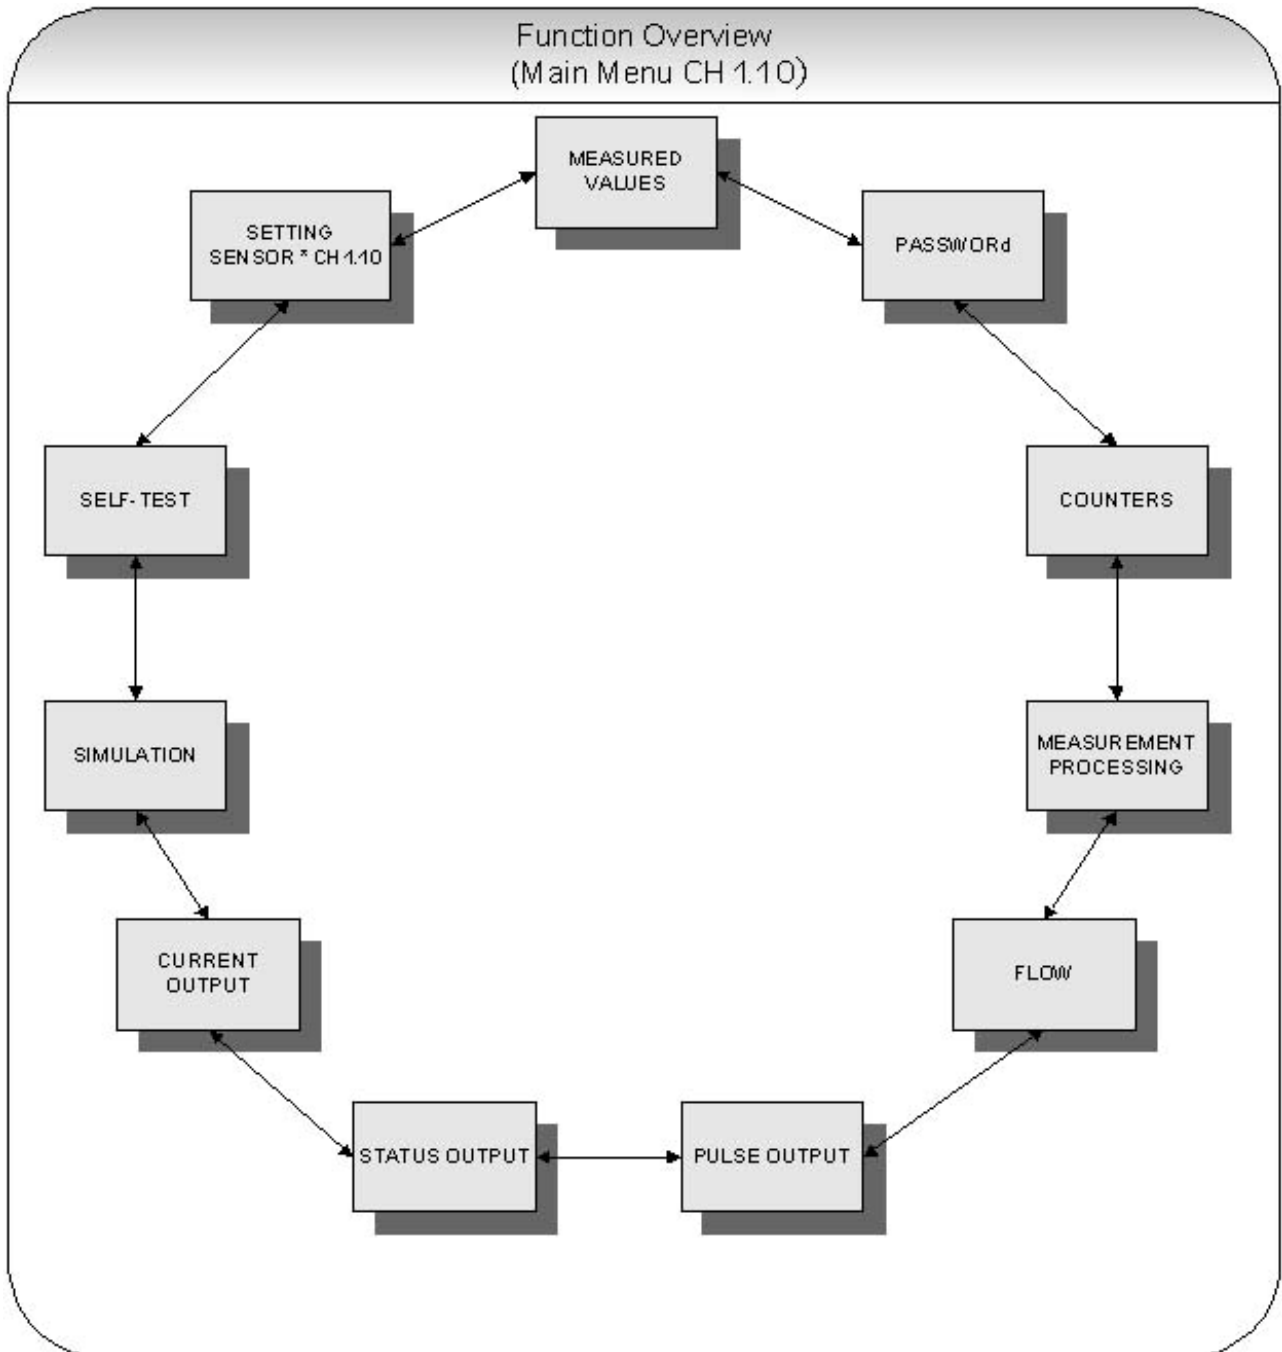 Function Overview
(Main Menu CH 1.10)
MEASURED
VALUES
SETTING
SENSOR * CH 1.10
PASSWORd
SELF-TEST
COUNTERS
SIMULATION
MEASUREMENT
PROCESSING
CURRENT
OUTPUT
FLOW
STATUS OUTPUT
PULSE OUTPUT